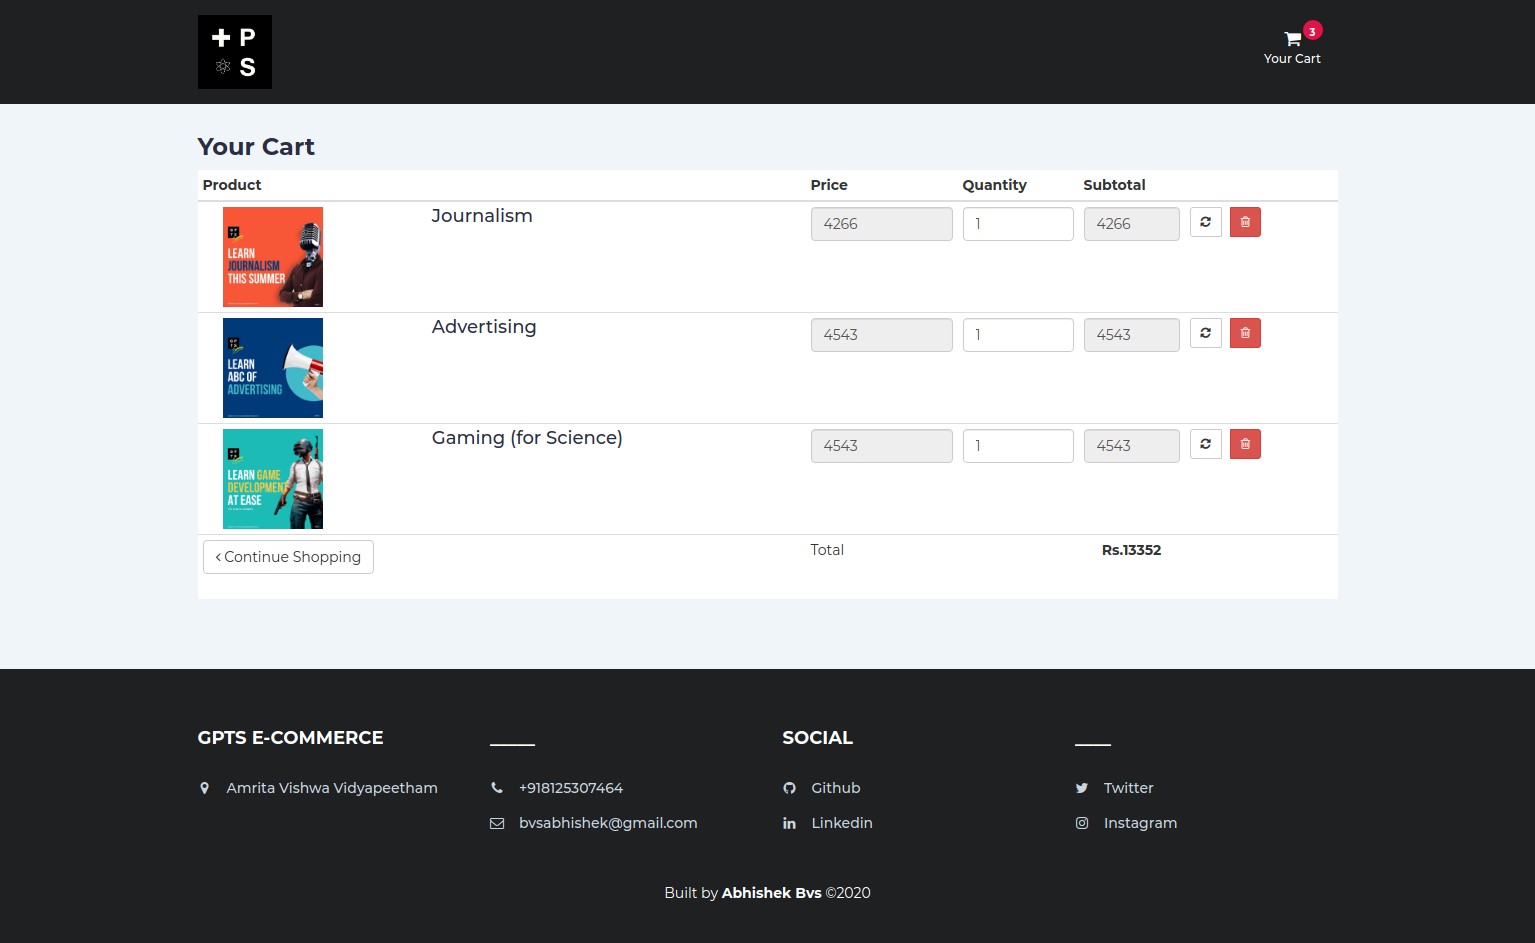 P
S
3
Your Cart
Your Cart
Product Price Quantity Subtotal
LEARN
JOURNALISM
THIS SUMMER
Journalism 4266 1 4266
LEARN
ABC OF
ADVERTISING
Advertising 4543 1 4543
LEARN GAME
DEVELOPMENT
AT EASE
Gaming (for Science) 4543 1 4543
Continue Shopping Total Rs.13352
GPTS E-COMMERCE SOCIAL
Amrita Vishwa Vidyapeetham +918125307464 Github Twitter
bvsabhishek@gmail.com Linkedin Instagram
Built by Abhishek Bvs ©2020